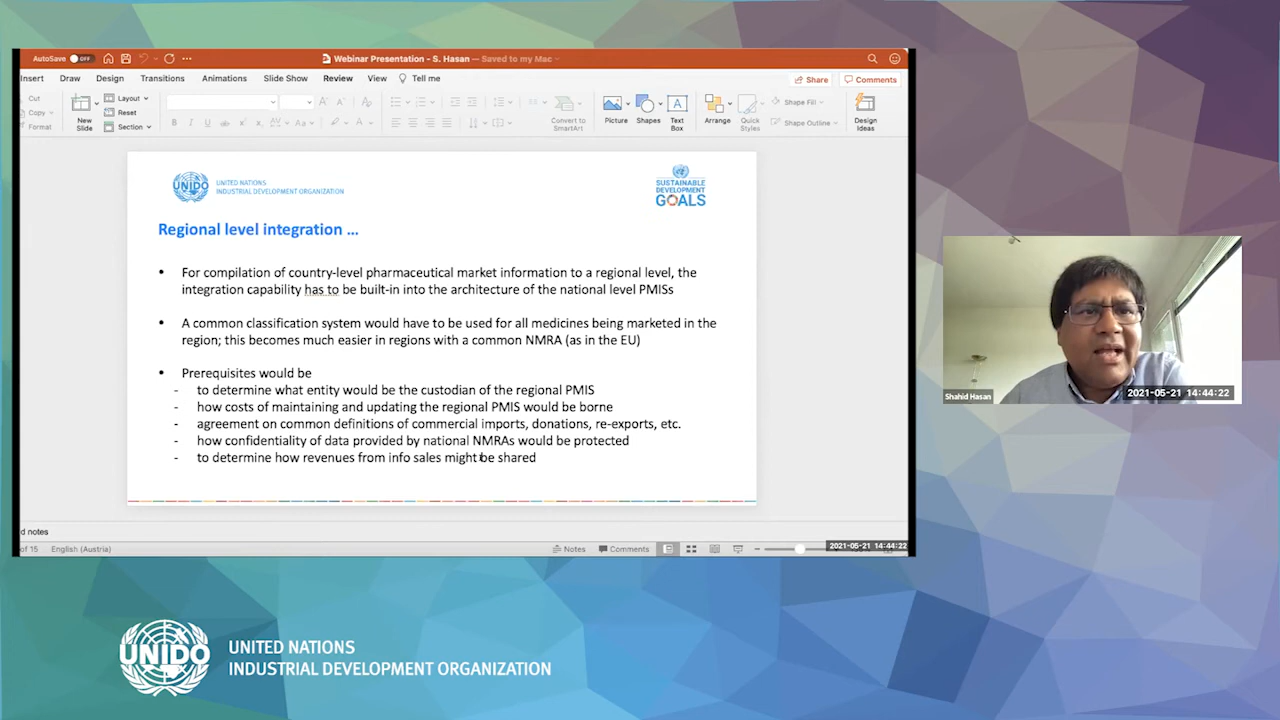 AutoSave OFF
Webinar Presentation - S. Hasan — Saved to my Mac
Insert Draw Design Transitions Animations Slide Show Review View Tell me
Share Comments
Cut
Copy
Format
New Slide
Layout
Reset
Section
Convert to SmartArt
Picture
Shapes
Text Box
Arrange
Quick Styles
Shape Fill
Shape Outline
Design Ideas
UNIDO
UNITED NATIONS
INDUSTRIAL DEVELOPMENT ORGANIZATION
SUSTAINABLE
DEVELOPMENT
GOALS
Regional level integration ...
• For compilation of country-level pharmaceutical market information to a regional level, the
integration capability has to be built-in into the architecture of the national level PMISs
• A common classification system would have to be used for all medicines being marketed in the
region; this becomes much easier in regions with a common NMRA (as in the EU)
• Prerequisites would be
- to determine what entity would be the custodian of the regional PMIS
- how costs of maintaining and updating the regional PMIS would be borne
- agreement on common definitions of commercial imports, donations, re-exports, etc.
- how confidentiality of data provided by national NMRAs would be protected
- to determine how revenues from info sales might be shared
d notes
of 15 English (Austria)
Notes Comments
2021-05-21 14:44:22
Shahid Hasan
2021-05-21 14:44:22
UNIDO
UNITED NATIONS
INDUSTRIAL DEVELOPMENT ORGANIZATION